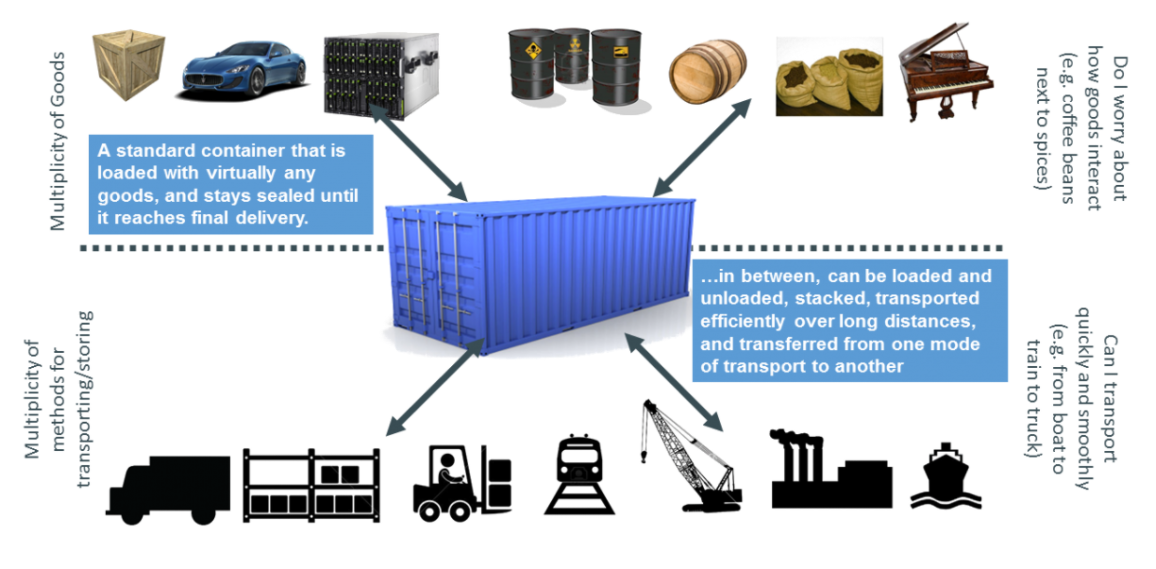 Multiplicity of Goods
A standard container that is
loaded with virtually any
goods, and stays sealed until
it reaches final delivery.
Do I worry about
how goods interact
(e.g. coffee beans
next to spices)
Multiplicity of
methods for
transporting/storing
...in between, can be loaded and
unloaded, stacked, transported
efficiently over long distances,
and transferred from one mode
of transport to another
Can I transport
quickly and smoothly
(e.g. from boat to
train to truck)